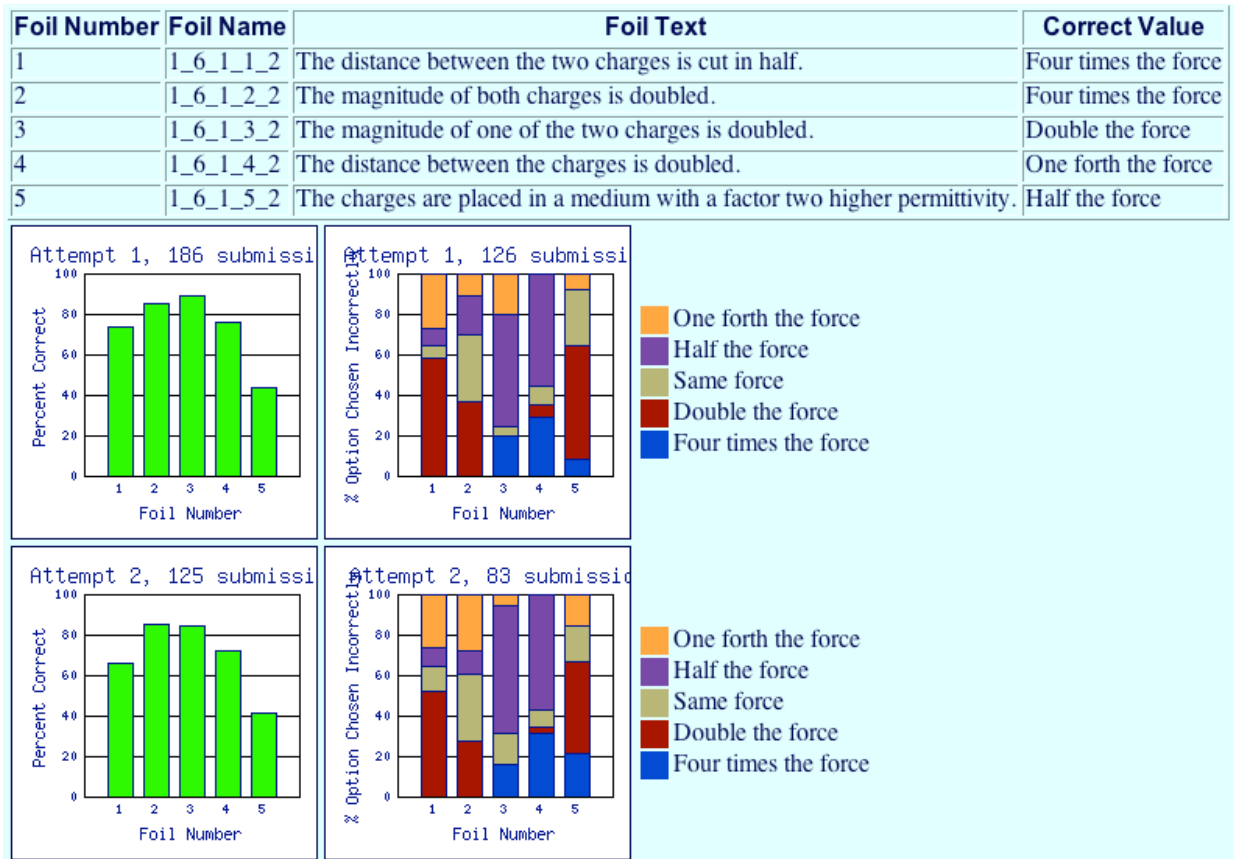 Foil Number Foil Name Foil Text Correct Value
1 1_6_1_1_2 The distance between the two charges is cut in half. Four times the force
2 1_6_1_2_2 The magnitude of both charges is doubled. Four times the force
3 1_6_1_3_2 The magnitude of one of the two charges is doubled. Double the force
4 1_6_1_4_2 The distance between the charges is doubled. One forth the force
5 1_6_1_5_2 The charges are placed in a medium with a factor two higher permittivity. Half the force
Attempt 1, 186 submissi
100
80
60
40
20
0
Percent Correct
1 2 3 4 5
Foil Number
Attempt 1, 126 submissi
100
80
60
40
20
0
% Option Chosen Incorrectly
1 2 3 4 5
Foil Number
One forth the force
Half the force
Same force
Double the force
Four times the force
Attempt 2, 125 submissi
100
80
60
40
20
0
Percent Correct
1 2 3 4 5
Foil Number
Attempt 2, 83 submissio
100
80
60
40
20
0
% Option Chosen Incorrectly
1 2 3 4 5
Foil Number
One forth the force
Half the force
Same force
Double the force
Four times the force